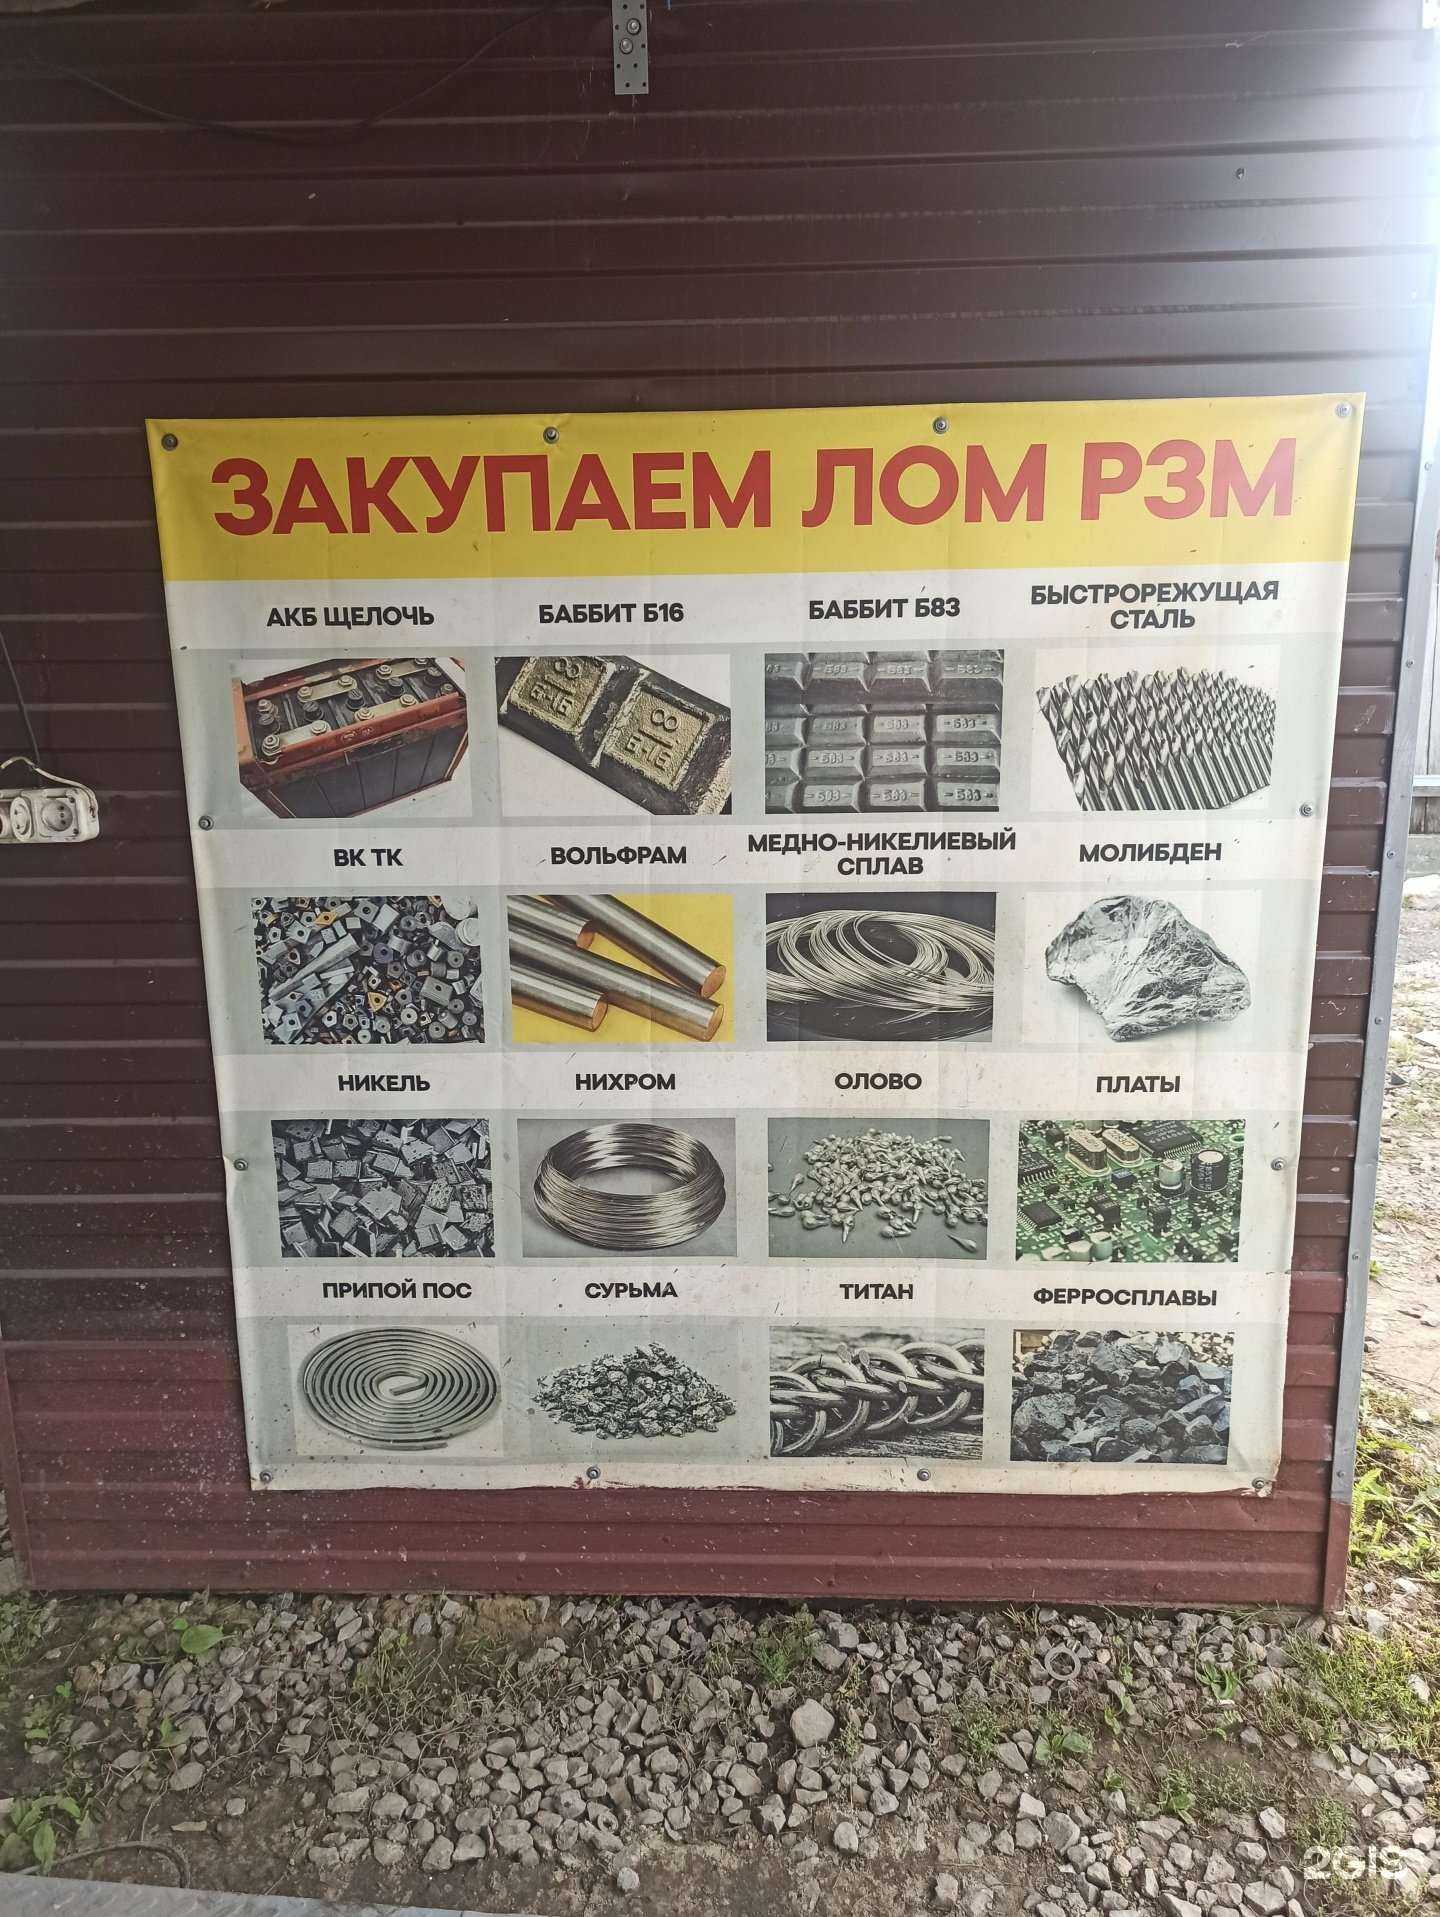 ЗАКУПАЕМ ЛОМ РЗМ
АКБ ЩЕЛОЧЬ
БАББИТ Б16
БАББИТ Б83
БЫСТРОРЕЖУЩАЯ
СТАЛЬ
ВК ТК
ВОЛЬФРАМ
МЕДНО-НИКЕЛИЕВЫЙ
СПЛАВ
МОЛИБДЕН
НИКЕЛЬ
НИХРОМ
ОЛОВО
ПЛАТЫ
ПРИПОЙ ПОС
СУРЬМА
ТИТАН
ФЕРРОСПЛАВЫ
2GIS